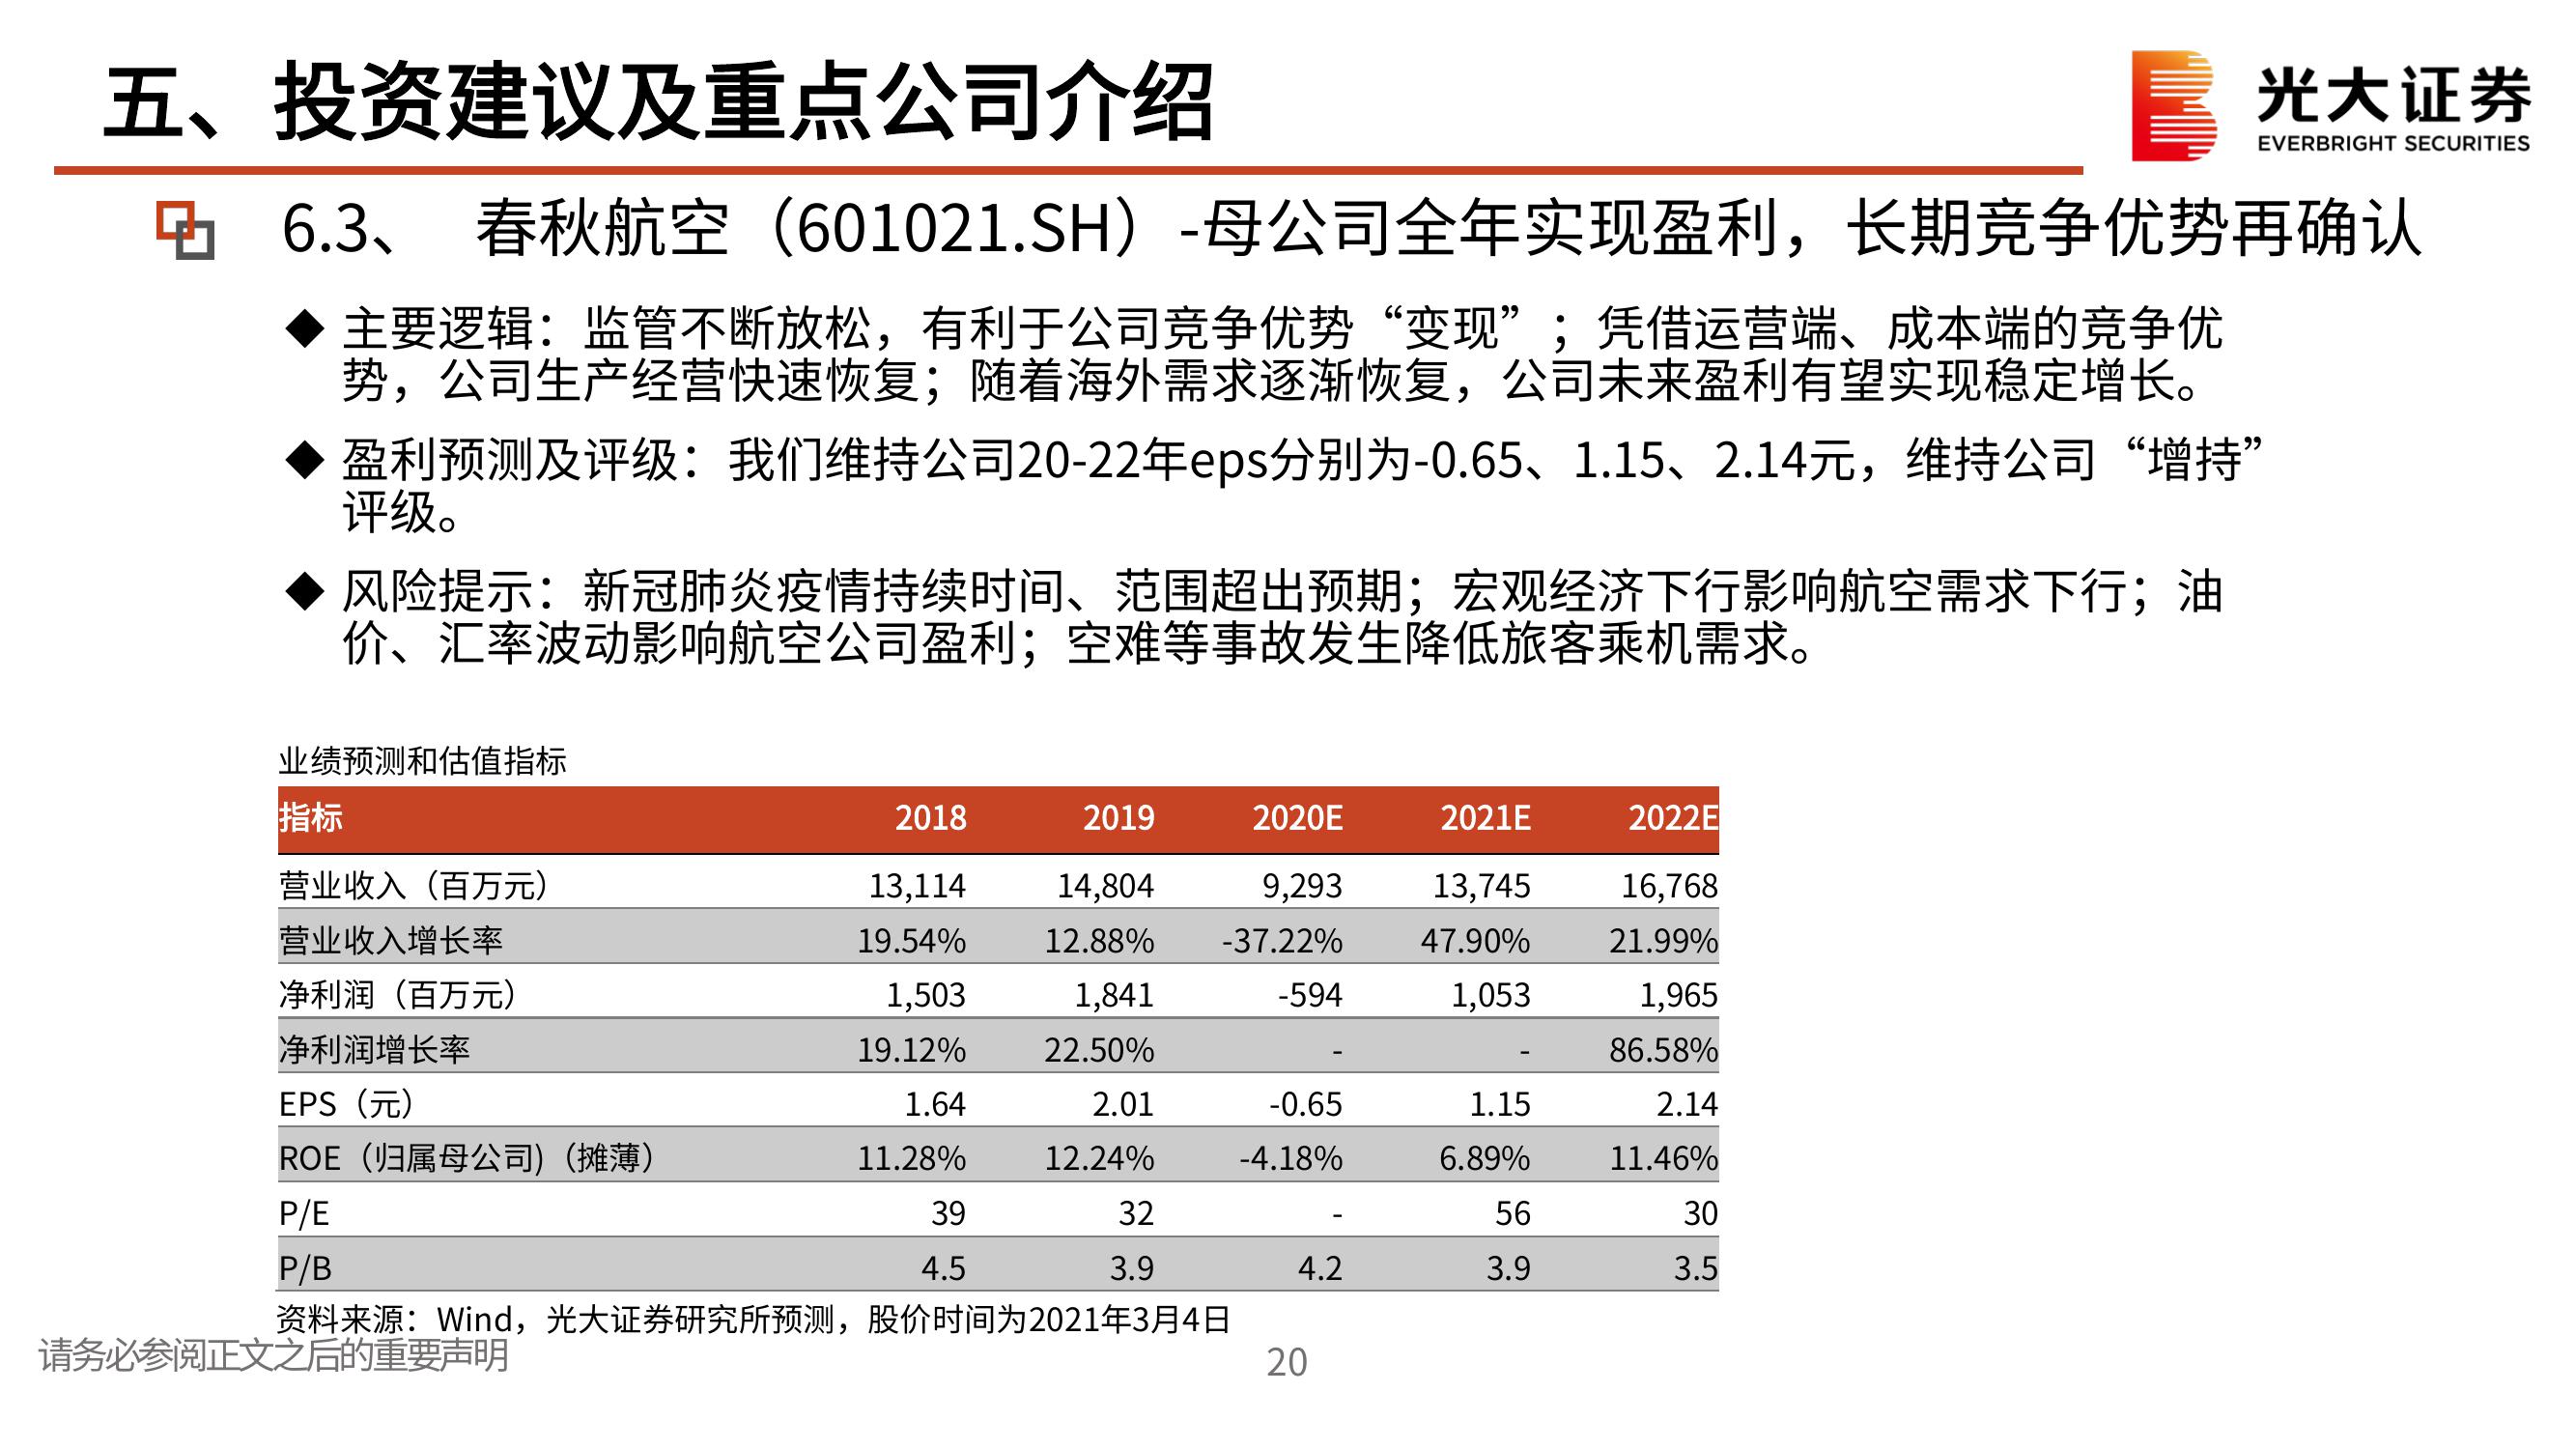 五、投资建议及重点公司介绍
光大证券
EVERBRIGHT SECURITIES
6.3、 春秋航空（601021.SH）-母公司全年实现盈利，长期竞争优势再确认
◆ 主要逻辑：监管不断放松，有利于公司竞争优势“变现”；凭借运营端、成本端的竞争优
势，公司生产经营快速恢复；随着海外需求逐渐恢复，公司未来盈利有望实现稳定增长。
◆ 盈利预测及评级：我们维持公司20-22年eps分别为-0.65、1.15、2.14元，维持公司“增持”
评级。
◆ 风险提示：新冠肺炎疫情持续时间、范围超出预期；宏观经济下行影响航空需求下行；油
价、汇率波动影响航空公司盈利；空难等事故发生降低旅客乘机需求。
业绩预测和估值指标
指标 2018 2019 2020E 2021E 2022E
营业收入（百万元） 13,114 14,804 9,293 13,745 16,768
营业收入增长率 19.54% 12.88% -37.22% 47.90% 21.99%
净利润（百万元） 1,503 1,841 -594 1,053 1,965
净利润增长率 19.12% 22.50% - - 86.58%
EPS（元） 1.64 2.01 -0.65 1.15 2.14
ROE（归属母公司)（摊薄） 11.28% 12.24% -4.18% 6.89% 11.46%
P/E 39 32 - 56 30
P/B 4.5 3.9 4.2 3.9 3.5
资料来源：Wind，光大证券研究所预测，股价时间为2021年3月4日
请务必参阅正文之后的重要声明
20